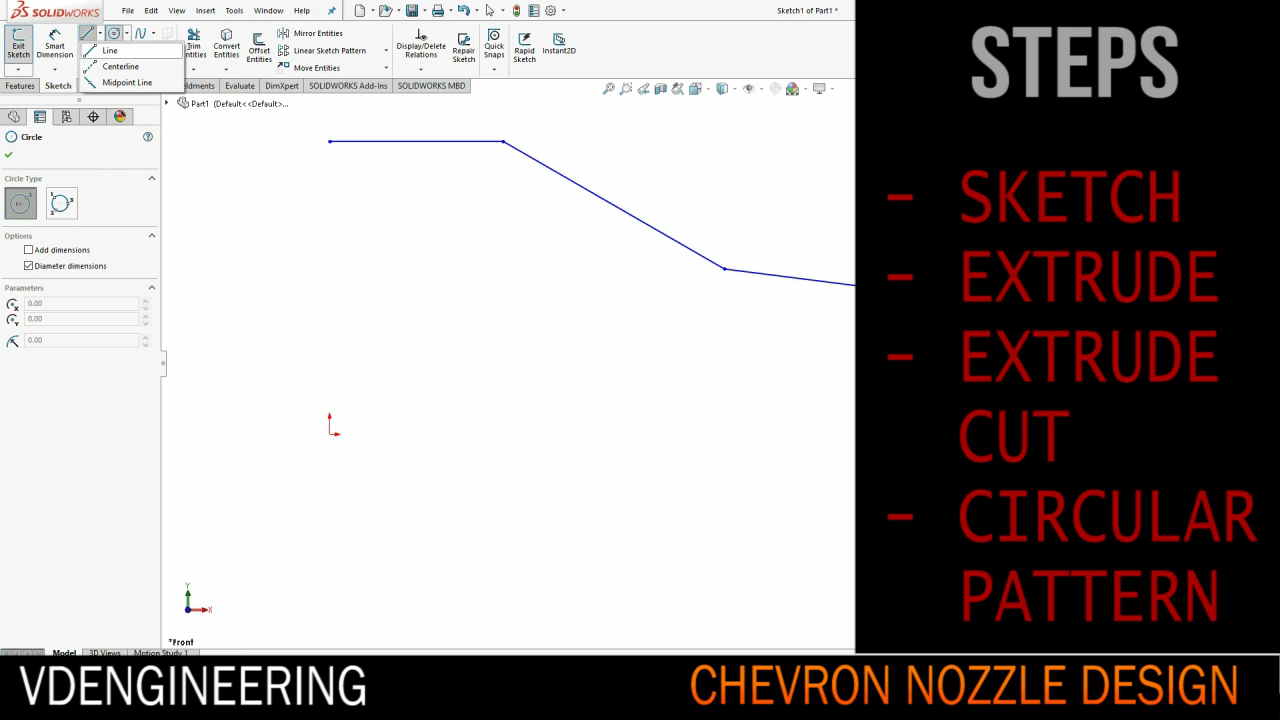 SOLIDWORKS File Edit View Insert Tools Window Help Sketch1 of Part1 *
Exit Sketch
Smart Dimension
Line
Centerline
Midpoint Line
Convert Entities
Offset Entities
Mirror Entities
Linear Sketch Pattern
Move Entities
Display/Delete Relations
Repair Sketch
Quick Snaps
Rapid Sketch
Instant2D
Features Sketch Evaluate DimXpert SOLIDWORKS Add-Ins SOLIDWORKS MBD
Part1 (Default<<Default>...
Circle
Circle Type
Options
Add dimensions
Diameter dimensions
Parameters
0.00
0.00
0.00
Y
X
*Front
Model 3D Views Motion Study 1
STEPS
- SKETCH
- EXTRUDE
- EXTRUDE
CUT
- CIRCULAR
PATTERN
VDENGINEERING
CHEVRON NOZZLE DESIGN